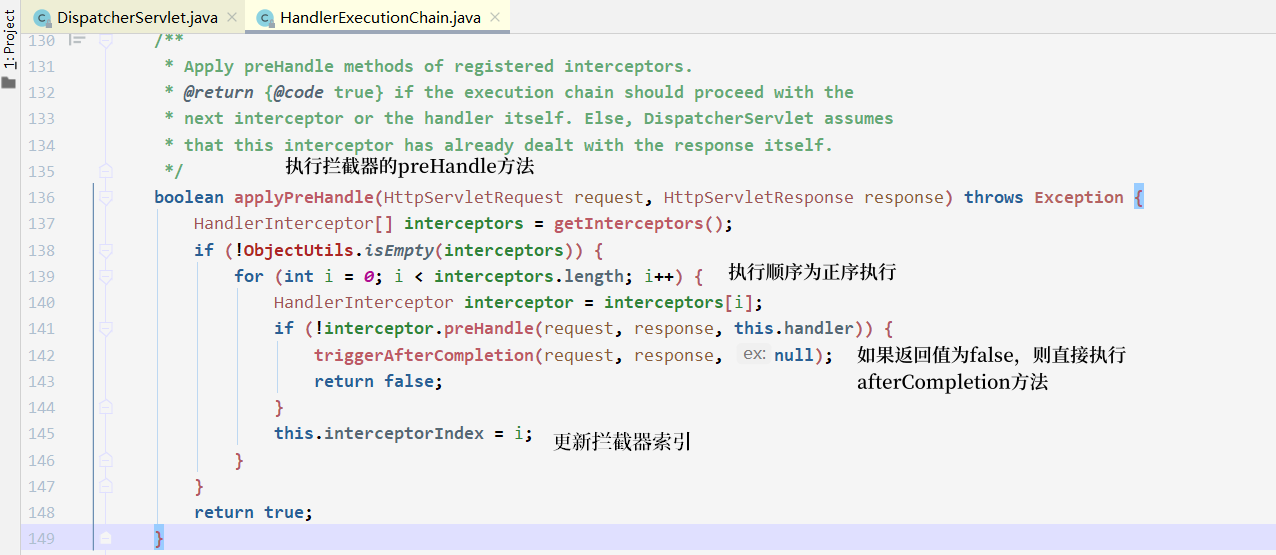 1: Project
DispatcherServlet.java × HandlerExecutionChain.java ×
130 /**
131 * Apply preHandle methods of registered interceptors.
132 * @return {@code true} if the execution chain should proceed with the
133 * next interceptor or the handler itself. Else, DispatcherServlet assumes
134 * that this interceptor has already dealt with the response itself.
135 */ 执行拦截器的preHandle方法
136 boolean applyPreHandle(HttpServletRequest request, HttpServletResponse response) throws Exception {
137 HandlerInterceptor[] interceptors = getInterceptors();
138 if (!ObjectUtils.isEmpty(interceptors)) {
139 for (int i = 0; i < interceptors.length; i++) { 执行顺序为正序执行
140 HandlerInterceptor interceptor = interceptors[i];
141 if (!interceptor.preHandle(request, response, this.handler)) {
142 triggerAfterCompletion(request, response, ex: null); 如果返回值为false，则直接执行
143 return false; afterCompletion方法
144 }
145 this.interceptorIndex = i; 更新拦截器索引
146 }
147 }
148 return true;
149 }